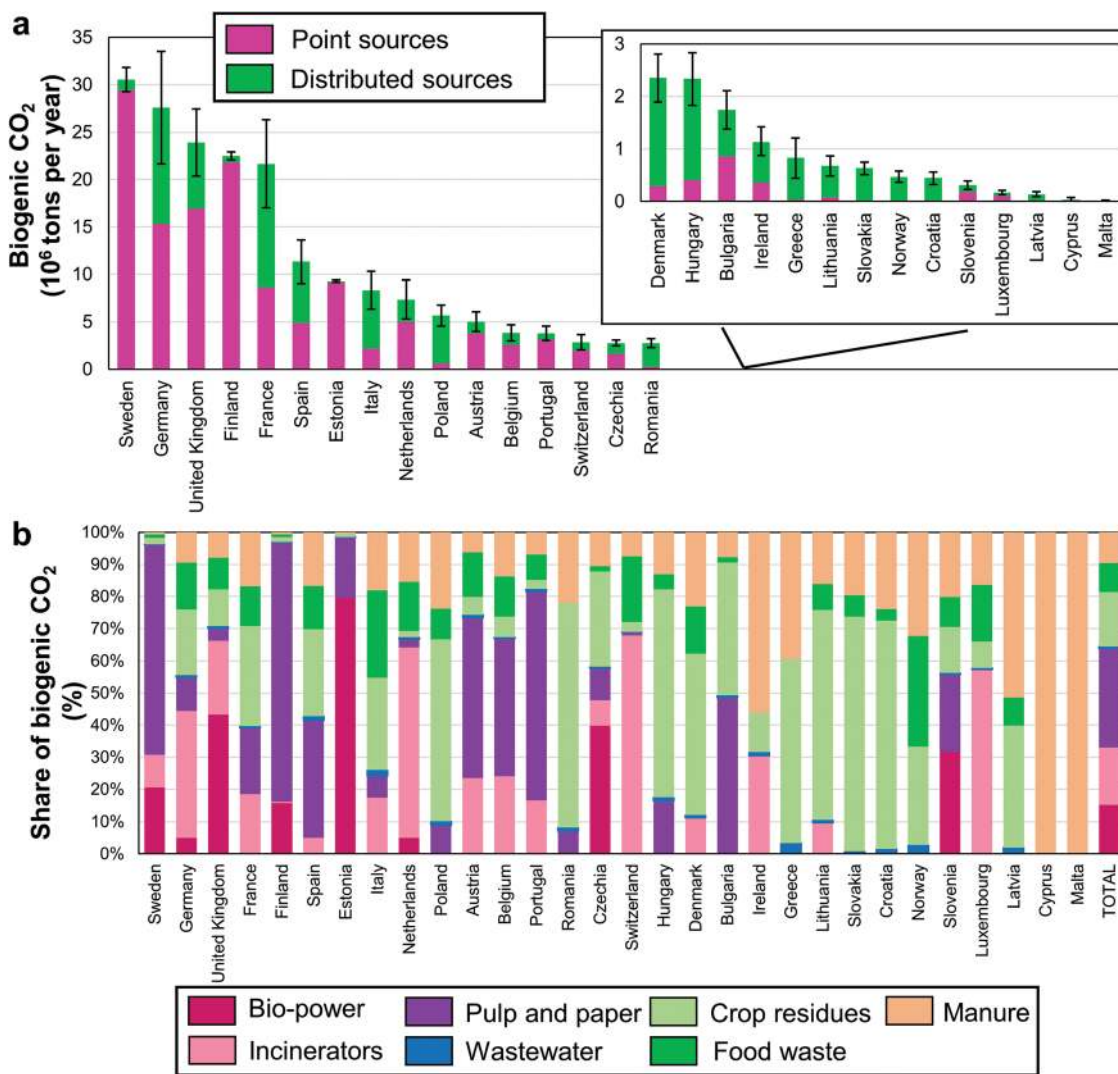 a
Biogenic CO2
(10^6 tons per year)
35
30
25
20
15
10
5
0
Point sources
Distributed sources
Sweden
Germany
United Kingdom
Finland
France
Spain
Estonia
Italy
Netherlands
Poland
Austria
Belgium
Portugal
Switzerland
Czechia
Romania
3
2
1
0
Denmark
Hungary
Bulgaria
Ireland
Greece
Lithuania
Slovakia
Norway
Croatia
Slovenia
Luxembourg
Latvia
Cyprus
Malta
b
Share of biogenic CO2
(%)
100%
90%
80%
70%
60%
50%
40%
30%
20%
10%
0%
Sweden
Germany
United Kingdom
France
Finland
Spain
Estonia
Italy
Netherlands
Poland
Austria
Belgium
Portugal
Romania
Czechia
Switzerland
Hungary
Denmark
Bulgaria
Ireland
Greece
Lithuania
Slovakia
Croatia
Norway
Slovenia
Luxembourg
Latvia
Cyprus
Malta
TOTAL
Bio-power
Pulp and paper
Crop residues
Manure
Incinerators
Wastewater
Food waste